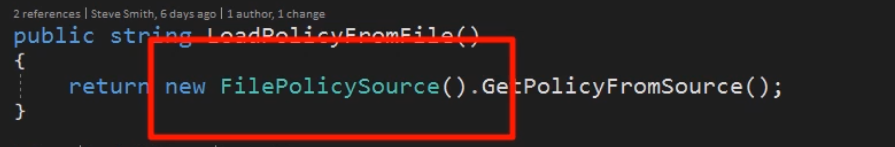 2 references | Steve Smith, 6 days ago | 1 author, 1 change
public string LoadPolicyFromFile()
{
return new FilePolicySource().GetPolicyFromSource();
}